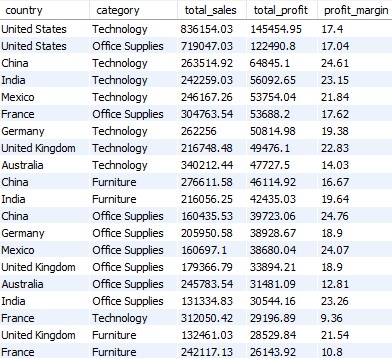 country category total_sales total_profit profit_margin
United States Technology 836154.03 145454.95 17.4
United States Office Supplies 719047.03 122490.8 17.04
China Technology 263514.92 64845.1 24.61
India Technology 242259.03 56092.65 23.15
Mexico Technology 246167.26 53754.04 21.84
France Office Supplies 304763.54 53688.2 17.62
Germany Technology 262256 50814.98 19.38
United Kingdom Technology 216748.48 49476.1 22.83
Australia Technology 340212.44 47727.5 14.03
China Furniture 276611.58 46114.92 16.67
India Furniture 216056.25 42435.03 19.64
China Office Supplies 160435.53 39723.06 24.76
Germany Office Supplies 205950.58 38928.67 18.9
Mexico Office Supplies 160697.1 38680.04 24.07
United Kingdom Office Supplies 179366.79 33894.21 18.9
Australia Office Supplies 245783.54 31481.09 12.81
India Office Supplies 131334.83 30544.16 23.26
France Technology 312050.42 29196.89 9.36
United Kingdom Furniture 132461.03 28529.84 21.54
France Furniture 242117.13 26143.92 10.8